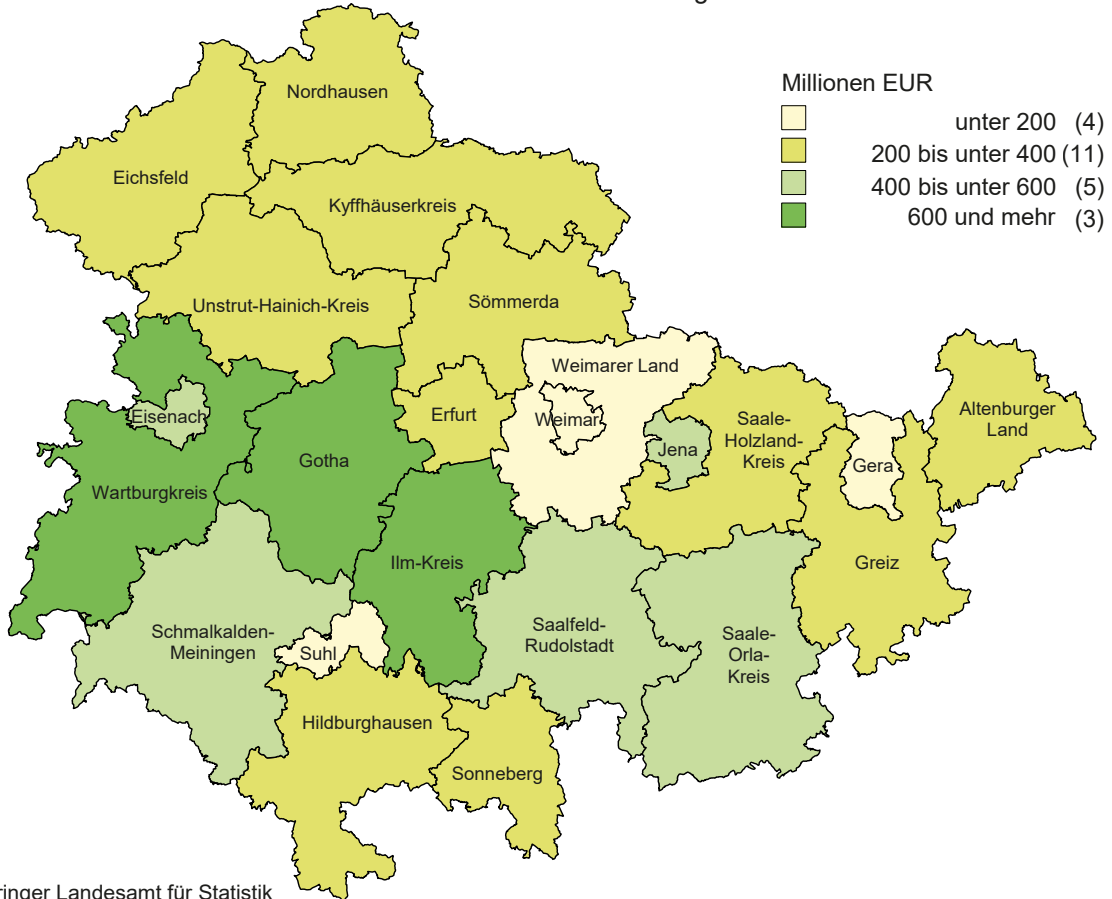 Nordhausen
Millionen EUR
unter 200 (4)
200 bis unter 400 (11)
400 bis unter 600 (5)
600 und mehr (3)
Eichsfeld
Kyffhäuserkreis
Unstrut-Hainich-Kreis
Sömmerda
Weimarer Land
Eisenach
Erfurt
Weimar
Saale-
Holzland-
Kreis
Altenburger
Land
Jena
Gotha
Gera
Wartburgkreis
Ilm-Kreis
Greiz
Schmalkalden-
Meiningen
Suhl
Saalfeld-
Rudolstadt
Saale-
Orla-
Kreis
Hildburghausen
Sonneberg
ringer Landesamt für Statistik